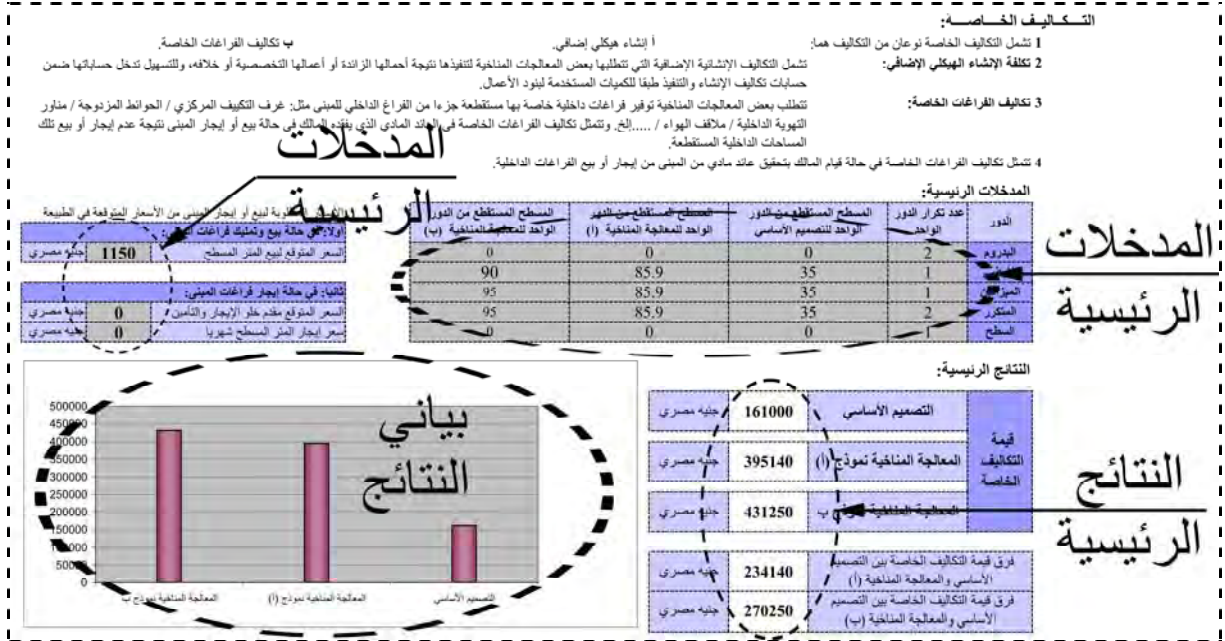 التــكــاليــف الخـــاصـــــة:
1 تشمل التكاليف الخاصة نوعان من التكاليف هما: أ إنشاء هيكلي إضافي. ب تكاليف الفراغات الخاصة.
2 تكلفة الإنشاء الهيكلي الإضافي: تشمل التكاليف الإنشائية الإضافية التي تتطلبها بعض المعالجات المناخية لتنفيذها نتيجة أحمالها الزائدة أو أعمالها التخصصية أو خلافه، وللتسهيل تدخل حساباتها ضمن
حسابات تكاليف الإنشاء والتنفيذ طبقا للكميات المستخدمة لبنود الأعمال.
3 تكاليف الفراغات الخاصة: تتطلب بعض المعالجات المناخية توفير فراغات داخلية خاصة بها مستقطعة جزءا من الفراغ الداخلي للمبنى مثل: غرف التكييف المركزي / الحوائط المزدوجة / مناور
التهوية الداخلية / ملاقف الهواء / .....إلخ. وتتمثل تكاليف الفراغات الخاصة في العائد المادي الذي يفقده المالك في حالة بيع أو إيجار المبنى نتيجة عدم إيجار أو بيع تلك
المساحات الداخلية المستقطعة.
4 تتمثل تكاليف الفراغات الخاصة في حالة قيام المالك بتحقيق عائد مادي من المبنى من إيجار أو بيع الفراغات الداخلية.
المدخلات
الرئيسية
المدخلات الرئيسية:
الدور
عدد تكرار الدور الواحد
المسطح المستقطع من الدور الواحد للتصميم الأساسي
المسطح المستقطع من الدور الواحد للمعالجة المناخية (أ)
المسطح المستقطع من الدور الواحد للمعالجة المناخية (ب)
البدروم 2 0 0 0
1 35 85.9 90
1 35 85.9 95
المتكرر 2 35 85.9 95
السطح 1 0 0 0
لبيع أو إيجار المبنى من الأسعار المتوقعة في الطبيعة
أولا: في حالة بيع وتمليك فراغات
السعر المتوقع لبيع المتر المسطح 1150 جنيه مصري
ثانيا: في حالة إيجار فراغات المبنى:
السعر المتوقع مقدم خلو الإيجار والتأمين 0 جنيه مصري
سعر إيجار المتر المسطح شهريا 0 جنيه مصري
المدخلات
الرئيسية
النتائج الرئيسية:
قيمة
التكاليف
الخاصة
التصميم الأساسي 161000 جنيه مصري
المعالجة المناخية نموذج (أ) 395140 جنيه مصري
المعالجة المناخية نموذج ب 431250 جنيه مصري
فرق قيمة التكاليف الخاصة بين التصميم
الأساسي والمعالجة المناخية (أ) 234140 جنيه مصري
فرق قيمة التكاليف الخاصة بين التصميم
الأساسي والمعالجة المناخية (ب) 270250 جنيه مصري
النتائج
الرئيسية
بياني
النتائج
500000
450000
400000
350000
300000
250000
200000
150000
100000
50000
0
التصميم الأساسي
المعالجة المناخية نموذج (أ)
المعالجة المناخية نموذج ب